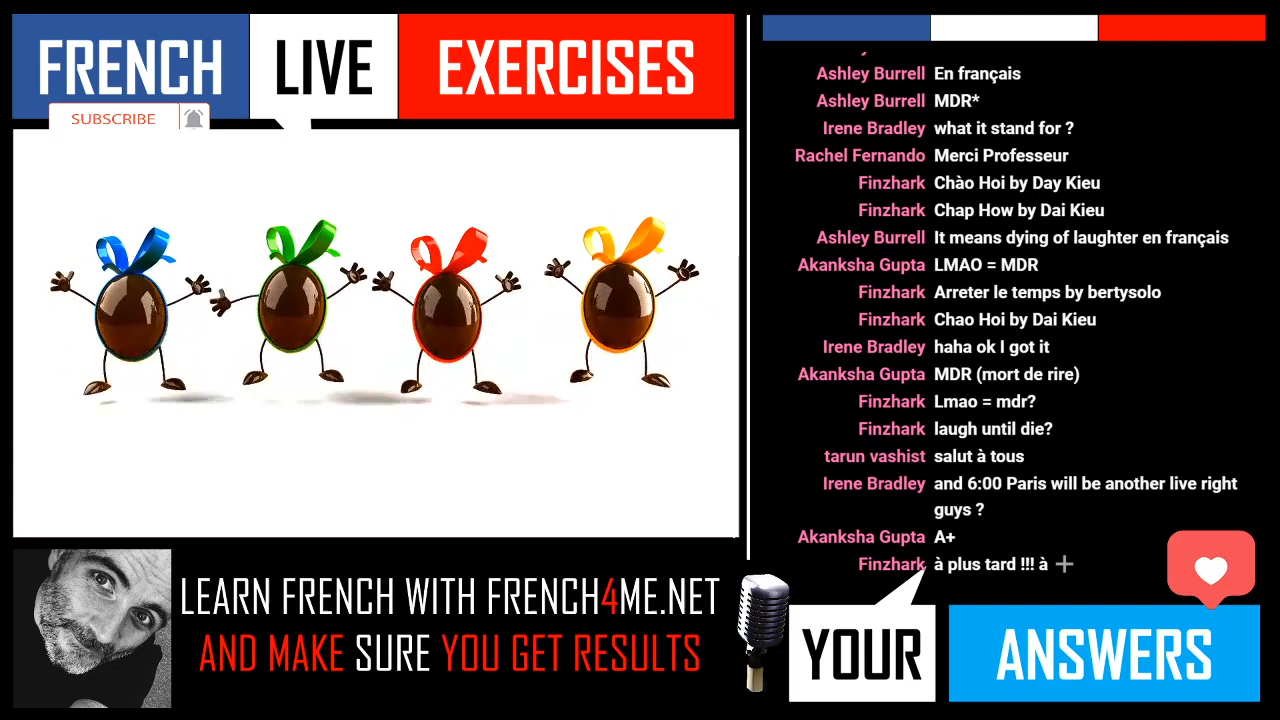 FRENCH LIVE EXERCISES
SUBSCRIBE
Ashley Burrell En français
Ashley Burrell MDR*
Irene Bradley what it stand for ?
Rachel Fernando Merci Professeur
Finzhark Chào Hoi by Day Kieu
Finzhark Chap How by Dai Kieu
Ashley Burrell It means dying of laughter en français
Akanksha Gupta LMAO = MDR
Finzhark Arreter le temps by bertysolo
Finzhark Chao Hoi by Dai Kieu
Irene Bradley haha ok I got it
Akanksha Gupta MDR (mort de rire)
Finzhark Lmao = mdr?
Finzhark laugh until die?
tarun vashist salut à tous
Irene Bradley and 6:00 Paris will be another live right
guys ?
Akanksha Gupta A+
Finzhark à plus tard !!! à ➕
LEARN FRENCH WITH FRENCH4ME.NET
AND MAKE SURE YOU GET RESULTS
YOUR ANSWERS